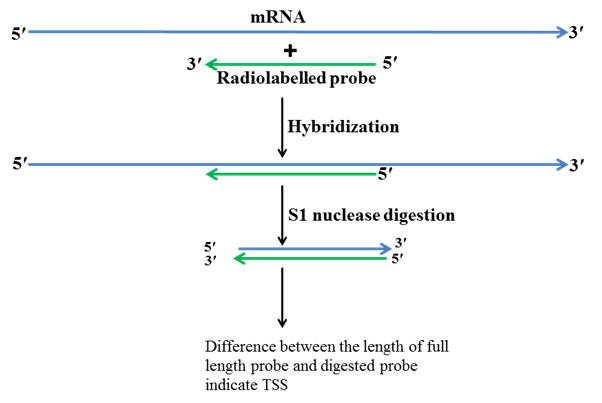 mRNA
5′ 3′
+
3′ 5′
Radiolabelled probe
Hybridization
5′ 3′
5′
S1 nuclease digestion
5′ 3′
3′ 5′
Difference between the length of full
length probe and digested probe
indicate TSS